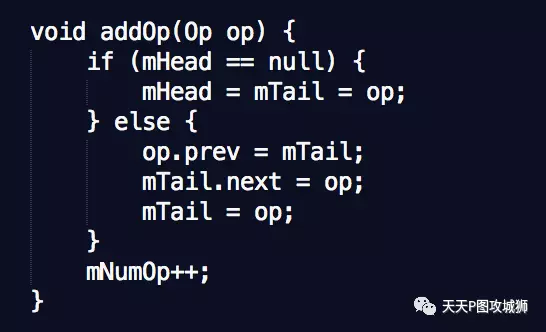 void addOp(Op op) {
    if (mHead == null) {
        mHead = mTail = op;
    } else {
        op.prev = mTail;
        mTail.next = op;
        mTail = op;
    }
    mNumOp++;
}
天天P图攻城狮